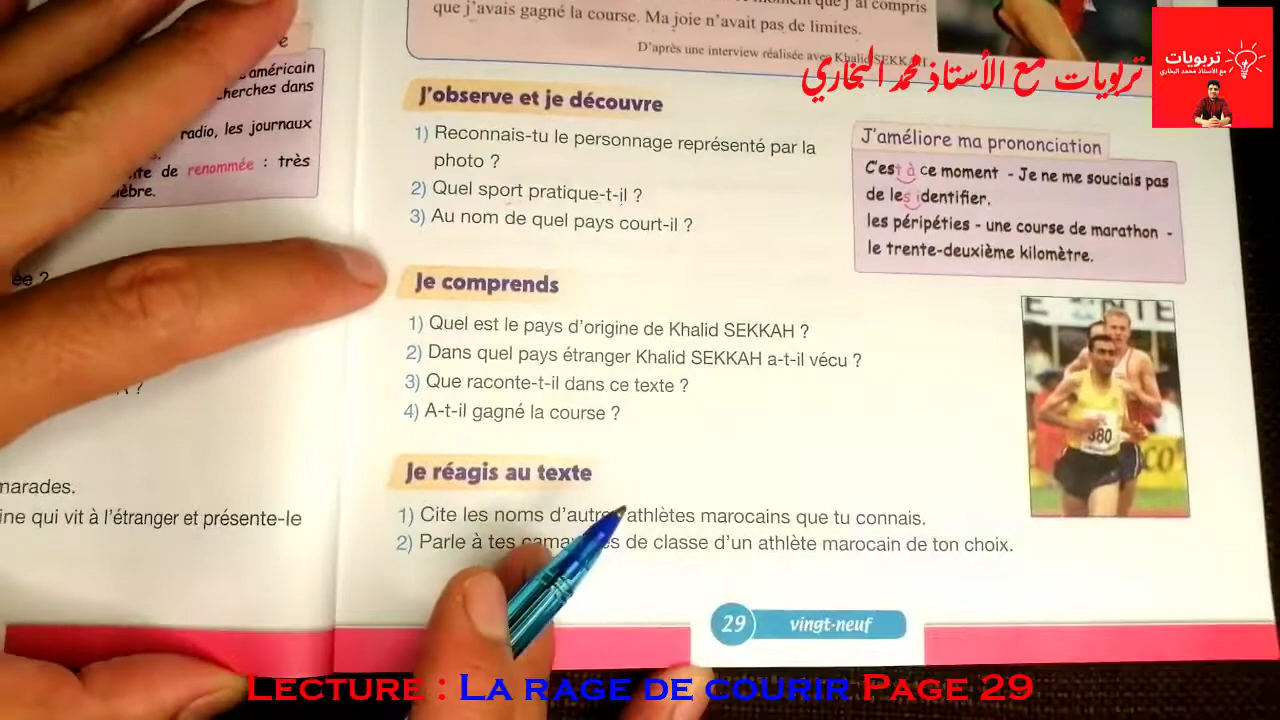 que j'avais gagné la course. Ma joie n'avait pas de limites.
D'après une interview réalisée avec Khalid SEKKAH
تربويات مع الأستاذ محمد البخاري
تربويات
مع الأستاذ محمد البخاري
américain
cherches dans
radio, les journaux
te de renommée : très
lèbre.
J'observe et je découvre
1) Reconnais-tu le personnage représenté par la
photo ?
2) Quel sport pratique-t-il ?
3) Au nom de quel pays court-il ?
J'améliore ma prononciation
C'est à ce moment - Je ne me souciais pas
de les identifier.
les péripéties - une course de marathon -
le trente-deuxième kilomètre.
ée ?
Je comprends
1) Quel est le pays d'origine de Khalid SEKKAH ?
2) Dans quel pays étranger Khalid SEKKAH a-t-il vécu ?
3) Que raconte-t-il dans ce texte ?
4) A-t-il gagné la course ?
380
marades.
ine qui vit à l'étranger et présente-le
Je réagis au texte
1) Cite les noms d'autres athlètes marocains que tu connais.
2) Parle à tes camarades de classe d'un athlète marocain de ton choix.
29 vingt-neuf
Lecture : La rage de courir Page 29